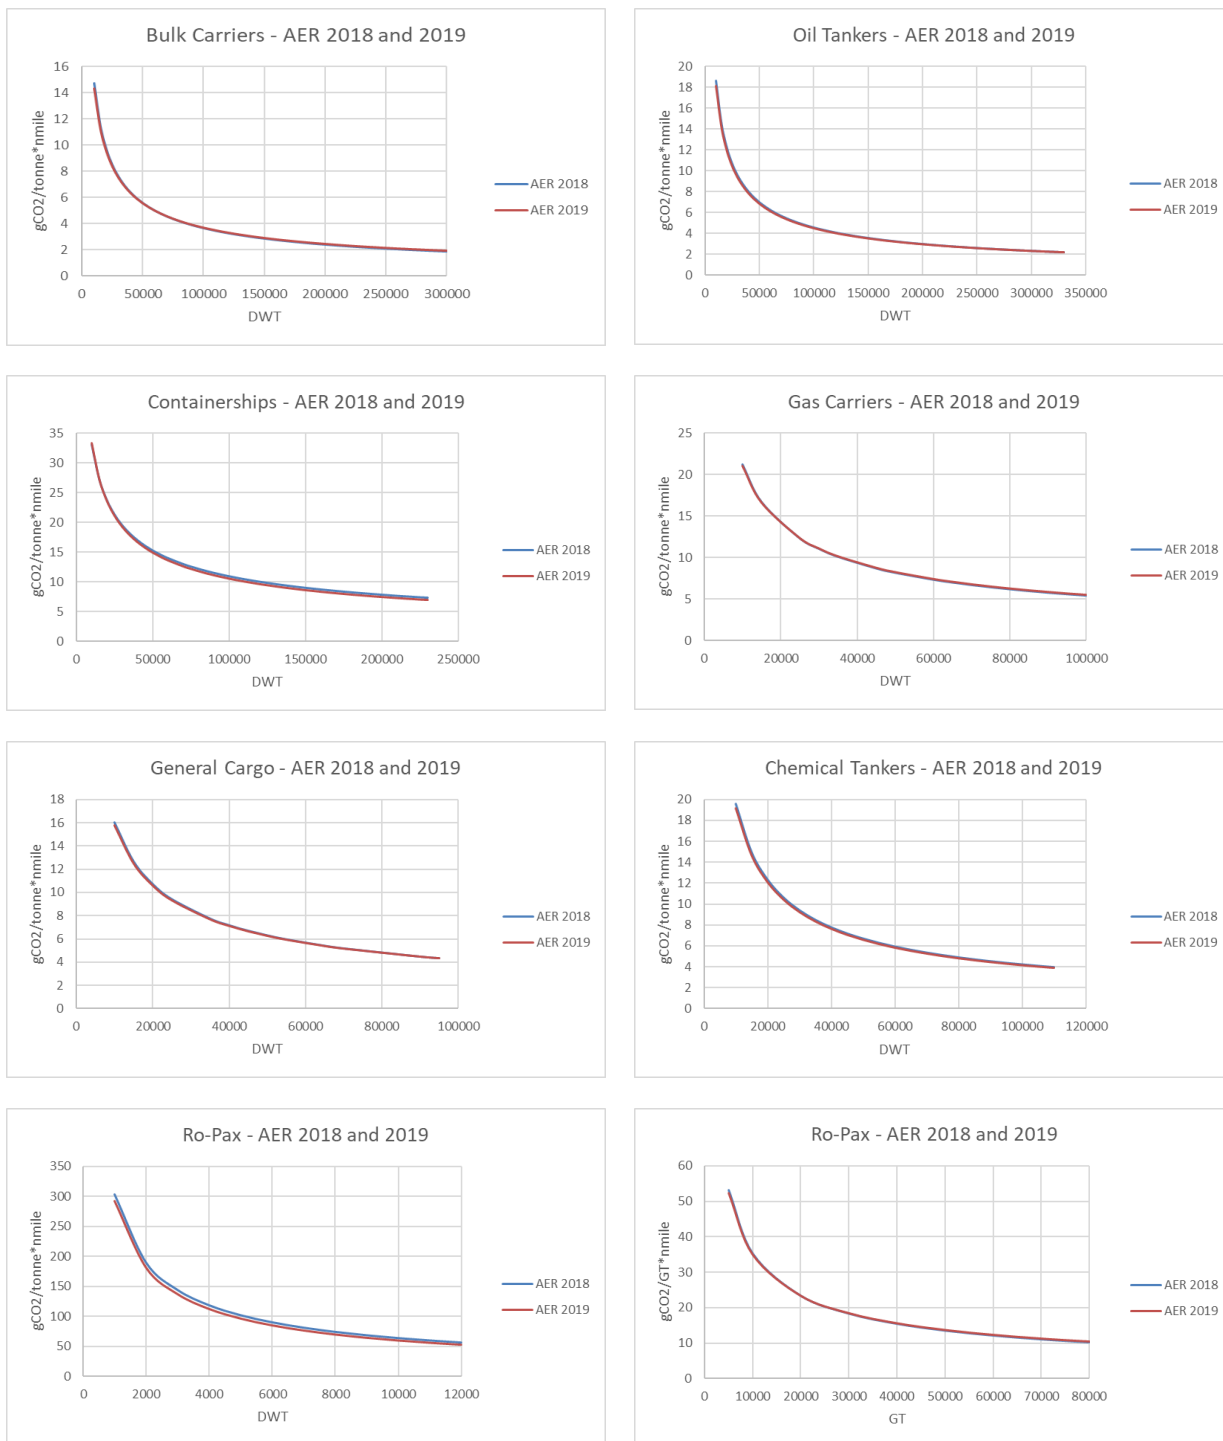 Bulk Carriers - AER 2018 and 2019
16
14
12
10
8
6
4
2
0
gCO2/tonne*nmile
0 50000 100000 150000 200000 250000 300000
DWT
AER 2018
AER 2019
Oil Tankers - AER 2018 and 2019
20
18
16
14
12
10
8
6
4
2
0
gCO2/tonne*nmile
0 50000 100000 150000 200000 250000 300000 350000
DWT
AER 2018
AER 2019
Containerships - AER 2018 and 2019
35
30
25
20
15
10
5
0
gCO2/tonne*nmile
0 50000 100000 150000 200000 250000
DWT
AER 2018
AER 2019
Gas Carriers - AER 2018 and 2019
25
20
15
10
5
0
gCO2/tonne*nmile
0 20000 40000 60000 80000 100000
DWT
AER 2018
AER 2019
General Cargo - AER 2018 and 2019
18
16
14
12
10
8
6
4
2
0
gCO2/tonne*nmile
0 20000 40000 60000 80000 100000
DWT
AER 2018
AER 2019
Chemical Tankers - AER 2018 and 2019
20
18
16
14
12
10
8
6
4
2
0
gCO2/tonne*nmile
0 20000 40000 60000 80000 100000 120000
DWT
AER 2018
AER 2019
Ro-Pax - AER 2018 and 2019
350
300
250
200
150
100
50
0
gCO2/tonne*nmile
0 2000 4000 6000 8000 10000 12000
DWT
AER 2018
AER 2019
Ro-Pax - AER 2018 and 2019
60
50
40
30
20
10
0
gCO2/GT*nmile
0 10000 20000 30000 40000 50000 60000 70000 80000
GT
AER 2018
AER 2019